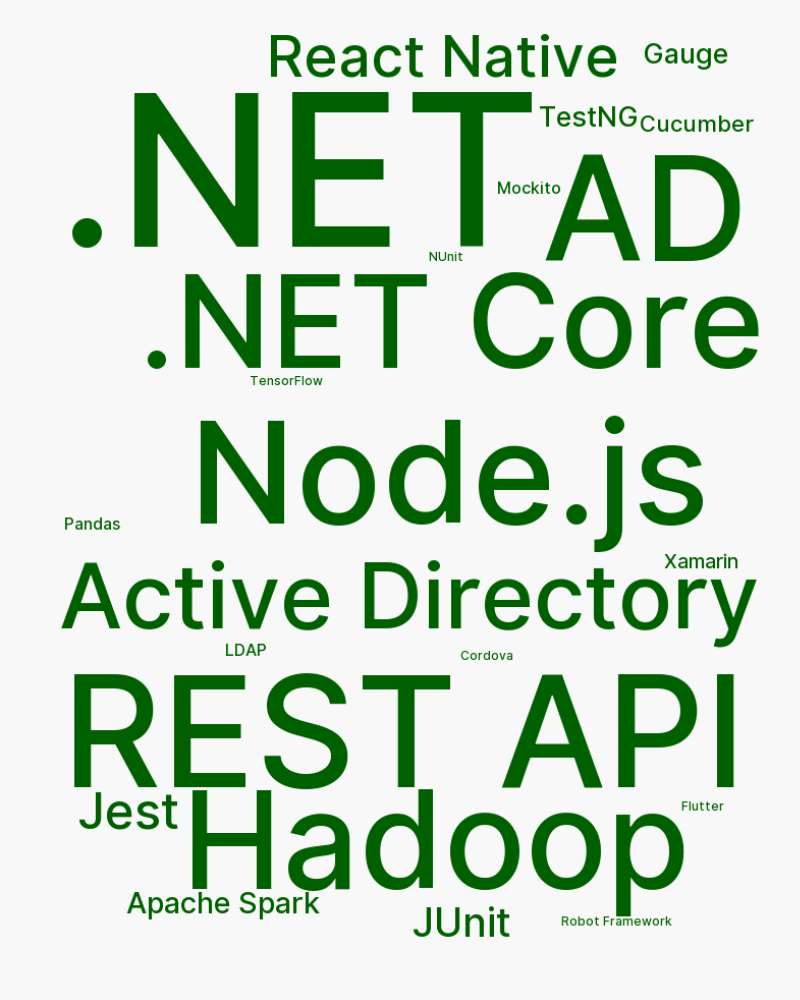 React Native
Gauge
.NET
TestNG
Cucumber
Mockito
AD
NUnit
.NET Core
TensorFlow
Node.js
Pandas
Xamarin
Active Directory
LDAP
Cordova
REST API
Jest
Hadoop
Flutter
Apache Spark
JUnit
Robot Framework